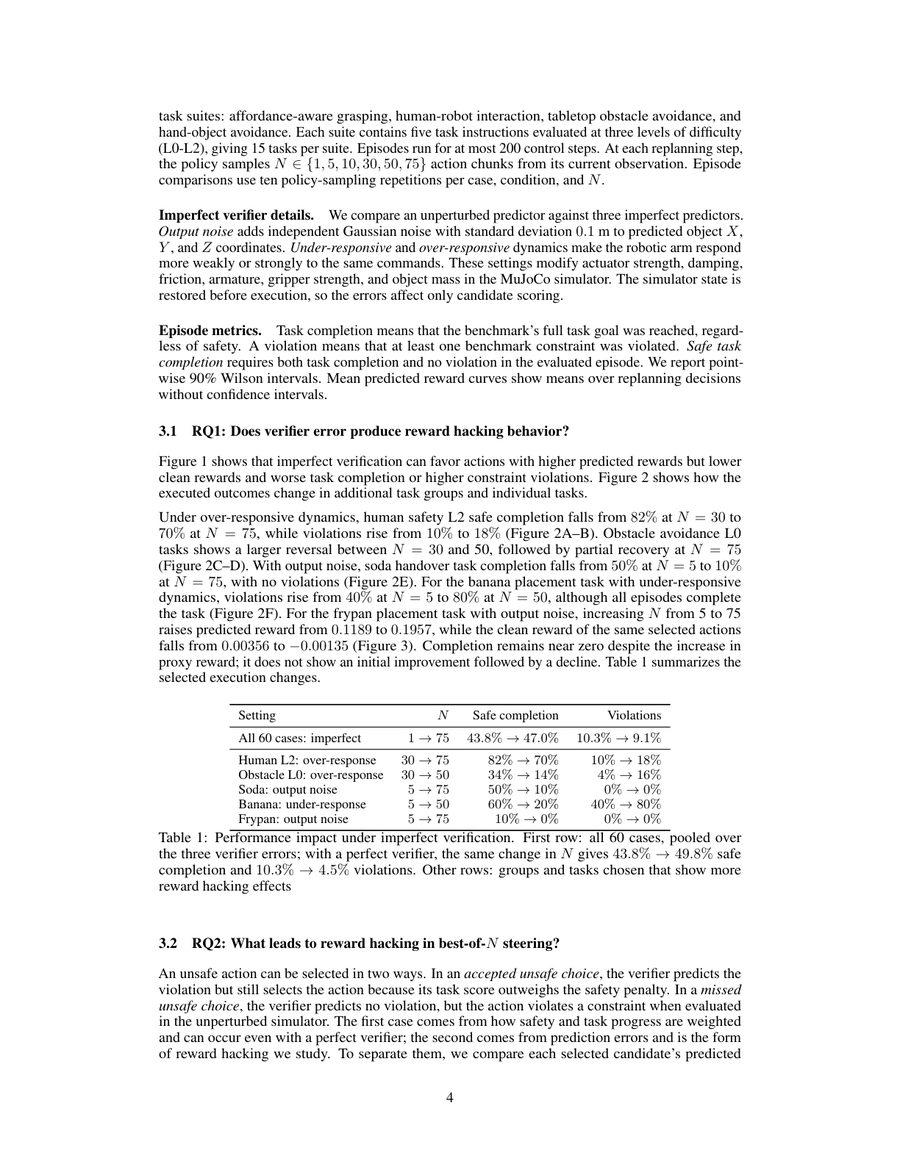 task suites: affordance-aware grasping, human-robot interaction, tabletop obstacle avoidance, and
hand-object avoidance. Each suite contains five task instructions evaluated at three levels of difficulty
(L0-L2), giving 15 tasks per suite. Episodes run for at most 200 control steps. At each replanning step,
the policy samples N ∈ {1, 5, 10, 30, 50, 75} action chunks from its current observation. Episode
comparisons use ten policy-sampling repetitions per case, condition, and N.
Imperfect verifier details. We compare an unperturbed predictor against three imperfect predictors.
Output noise adds independent Gaussian noise with standard deviation 0.1 m to predicted object X,
Y, and Z coordinates. Under-responsive and over-responsive dynamics make the robotic arm respond
more weakly or strongly to the same commands. These settings modify actuator strength, damping,
friction, armature, gripper strength, and object mass in the MuJoCo simulator. The simulator state is
restored before execution, so the errors affect only candidate scoring.
Episode metrics. Task completion means that the benchmark's full task goal was reached, regard-
less of safety. A violation means that at least one benchmark constraint was violated. Safe task
completion requires both task completion and no violation in the evaluated episode. We report point-
wise 90% Wilson intervals. Mean predicted reward curves show means over replanning decisions
without confidence intervals.
3.1 RQ1: Does verifier error produce reward hacking behavior?
Figure 1 shows that imperfect verification can favor actions with higher predicted rewards but lower
clean rewards and worse task completion or higher constraint violations. Figure 2 shows how the
executed outcomes change in additional task groups and individual tasks.
Under over-responsive dynamics, human safety L2 safe completion falls from 82% at N = 30 to
70% at N = 75, while violations rise from 10% to 18% (Figure 2A–B). Obstacle avoidance L0
tasks shows a larger reversal between N = 30 and 50, followed by partial recovery at N = 75
(Figure 2C–D). With output noise, soda handover task completion falls from 50% at N = 5 to 10%
at N = 75, with no violations (Figure 2E). For the banana placement task with under-responsive
dynamics, violations rise from 40% at N = 5 to 80% at N = 50, although all episodes complete
the task (Figure 2F). For the frypan placement task with output noise, increasing N from 5 to 75
raises predicted reward from 0.1189 to 0.1957, while the clean reward of the same selected actions
falls from 0.00356 to −0.00135 (Figure 3). Completion remains near zero despite the increase in
proxy reward; it does not show an initial improvement followed by a decline. Table 1 summarizes the
selected execution changes.
Setting N Safe completion Violations
All 60 cases: imperfect 1 → 75 43.8% → 47.0% 10.3% → 9.1%
Human L2: over-response 30 → 75 82% → 70% 10% → 18%
Obstacle L0: over-response 30 → 50 34% → 14% 4% → 16%
Soda: output noise 5 → 75 50% → 10% 0% → 0%
Banana: under-response 5 → 50 60% → 20% 40% → 80%
Frypan: output noise 5 → 75 10% → 0% 0% → 0%
Table 1: Performance impact under imperfect verification. First row: all 60 cases, pooled over
the three verifier errors; with a perfect verifier, the same change in N gives 43.8% → 49.8% safe
completion and 10.3% → 4.5% violations. Other rows: groups and tasks chosen that show more
reward hacking effects
3.2 RQ2: What leads to reward hacking in best-of-N steering?
An unsafe action can be selected in two ways. In an accepted unsafe choice, the verifier predicts the
violation but still selects the action because its task score outweighs the safety penalty. In a missed
unsafe choice, the verifier predicts no violation, but the action violates a constraint when evaluated
in the unperturbed simulator. The first case comes from how safety and task progress are weighted
and can occur even with a perfect verifier; the second comes from prediction errors and is the form
of reward hacking we study. To separate them, we compare each selected candidate's predicted
4